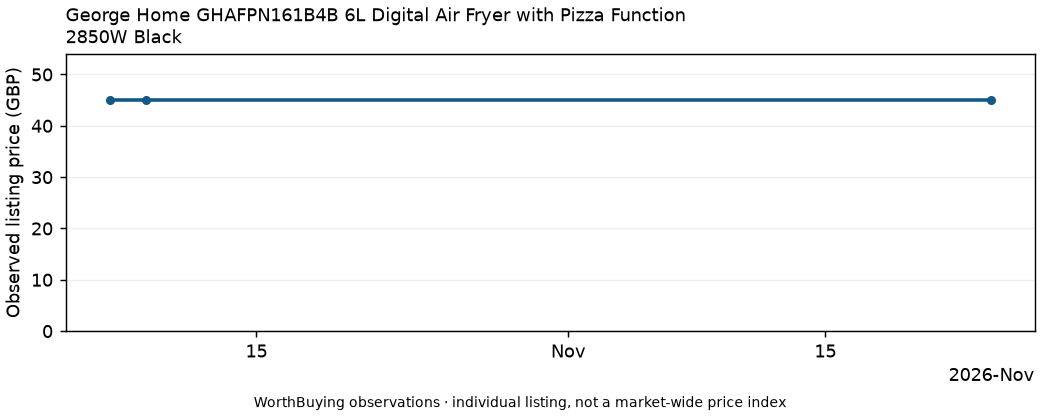 George Home GHAFPN161B4B 6L Digital Air Fryer with Pizza Function
2850W Black
Observed listing price (GBP)
50
40
30
20
10
0
15
Nov
15
2026-Nov
WorthBuying observations · individual listing, not a market-wide price index